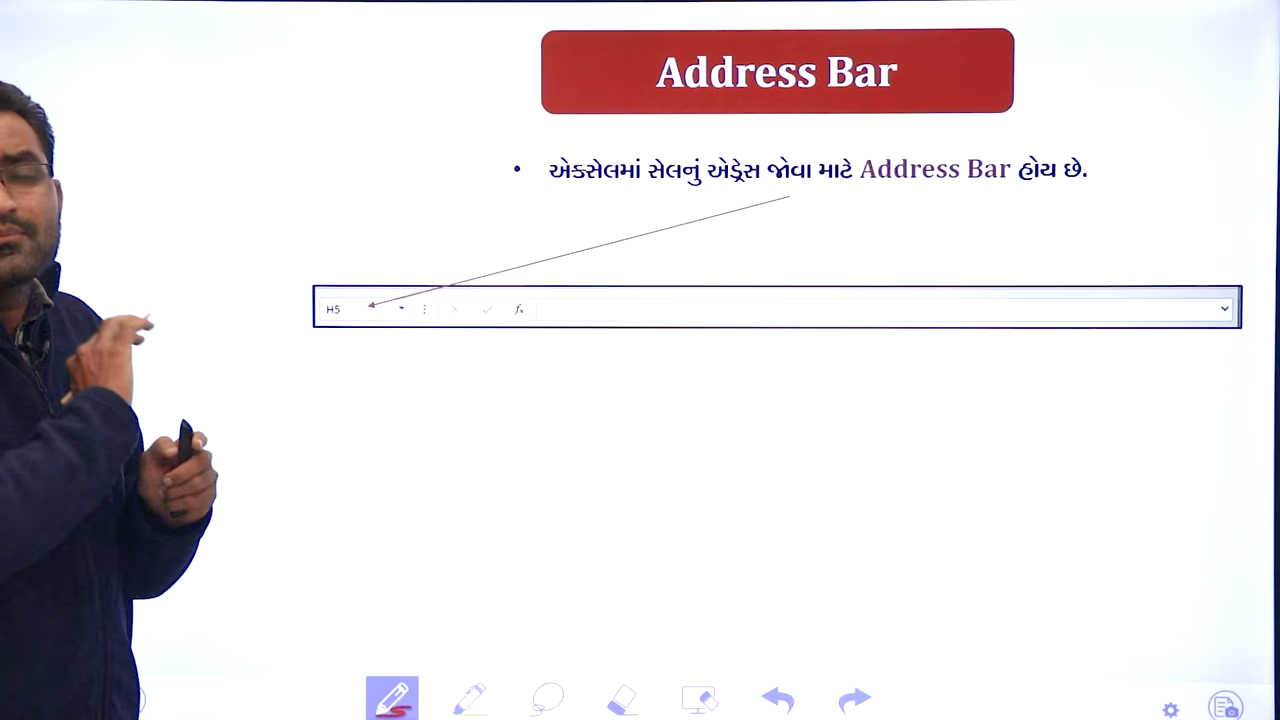 Address Bar
• એક્સેલમાં સેલનું એડ્રેસ જોવા માટે Address Bar હોય છે.
H5 fx